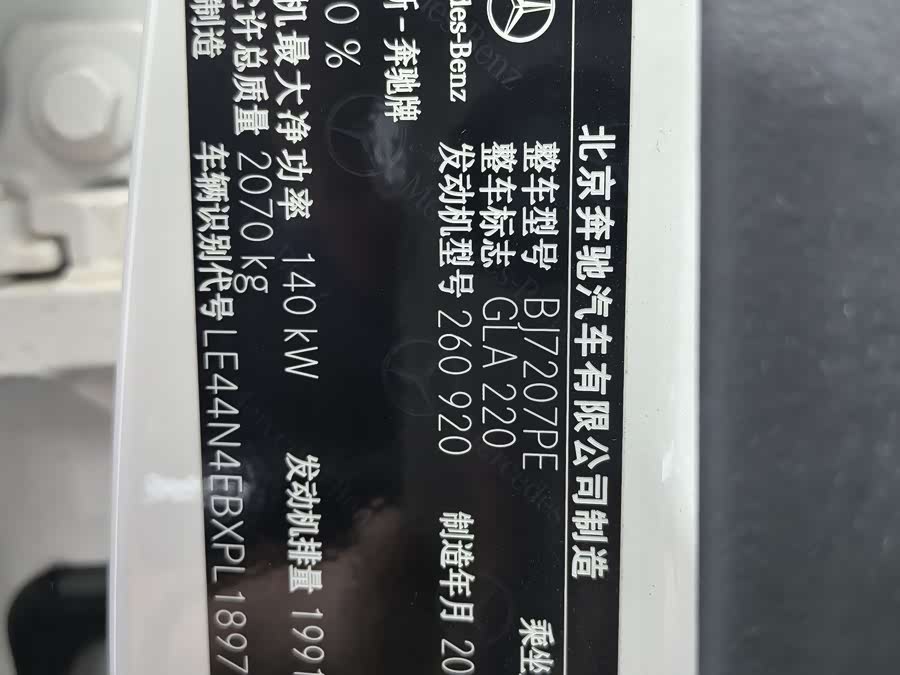 北京奔驰汽车有限公司制造
整车型号 BJ7207PE 乘坐
整车标志 GLA 220
des-Benz 发动机型号 260 920 制造年月 20
斯-奔驰牌
0 %
机最大净功率 140 kW 发动机排量 1991
允许总质量 2070 kg
制造 车辆识别代号 LE44N4EBXPL1897